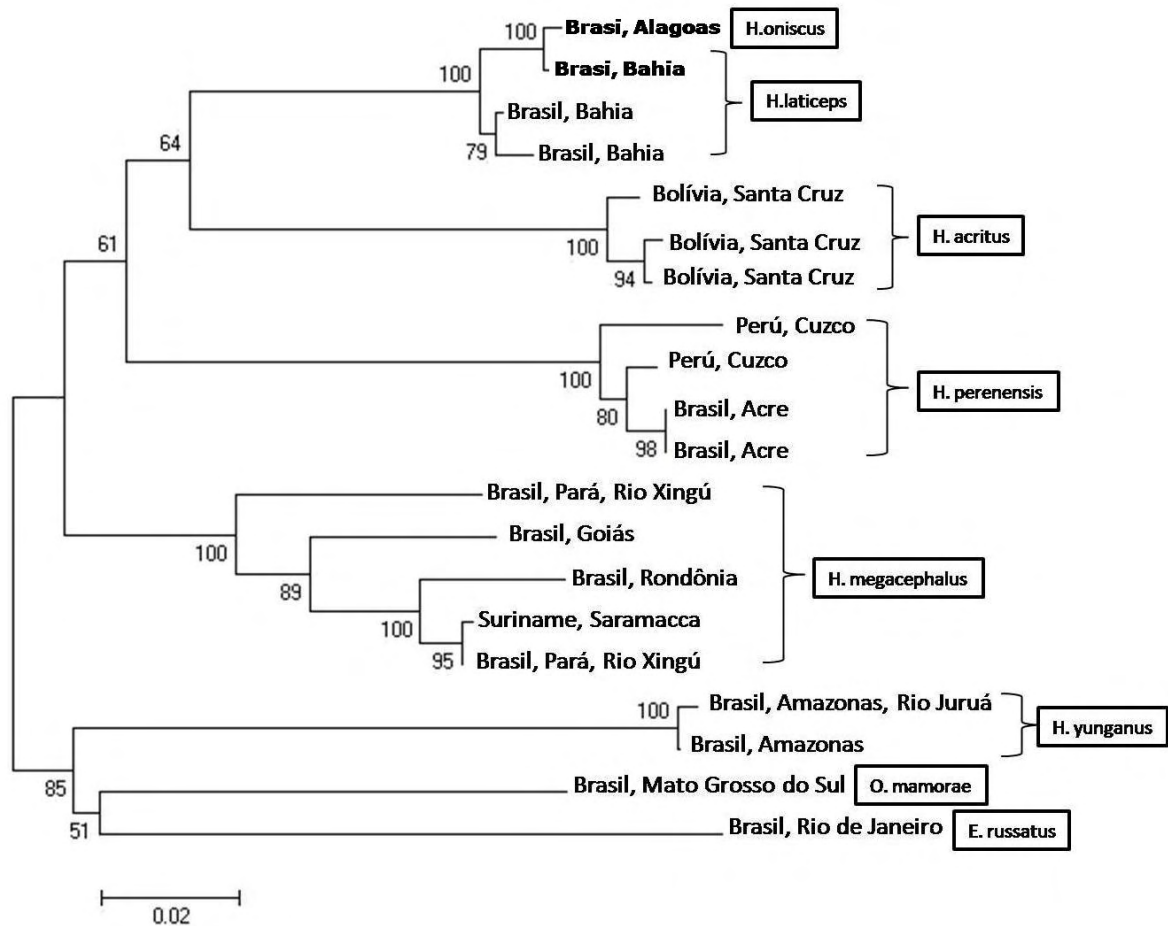 100 Brasi, Alagoas H.oniscus
Brasi, Bahia
100
H.laticeps
Brasil, Bahia
64
79 Brasil, Bahia
Bolívia, Santa Cruz
61 H. acritus
100 Bolívia, Santa Cruz
94 Bolívia, Santa Cruz
Perú, Cuzco
Perú, Cuzco
100
H. perenensis
80 Brasil, Acre
98 Brasil, Acre
Brasil, Pará, Rio Xingú
Brasil, Goiás
100
Brasil, Rondônia H. megacephalus
89
Suriname, Saramacca
100
95 Brasil, Pará, Rio Xingú
100 Brasil, Amazonas, Rio Juruá
H. yunganus
Brasil, Amazonas
85 Brasil, Mato Grosso do Sul O. mamorae
51 Brasil, Rio de Janeiro E. russatus
0.02